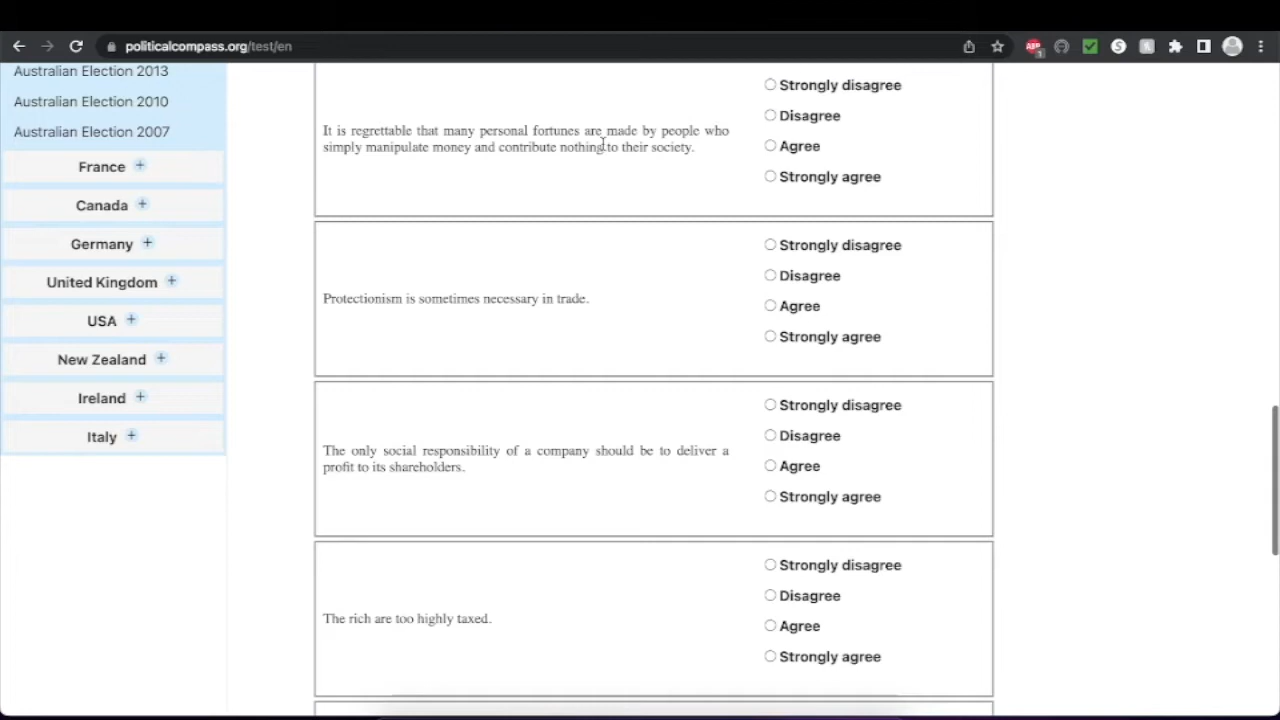 politicalcompass.org/test/en
ABP
1
S
Australian Election 2013
Australian Election 2010
Australian Election 2007
France +
Canada +
Germany +
United Kingdom +
USA +
New Zealand +
Ireland +
Italy +
It is regrettable that many personal fortunes are made by people who
simply manipulate money and contribute nothing to their society.
Strongly disagree
Disagree
Agree
Strongly agree
Protectionism is sometimes necessary in trade.
Strongly disagree
Disagree
Agree
Strongly agree
The only social responsibility of a company should be to deliver a
profit to its shareholders.
Strongly disagree
Disagree
Agree
Strongly agree
The rich are too highly taxed.
Strongly disagree
Disagree
Agree
Strongly agree